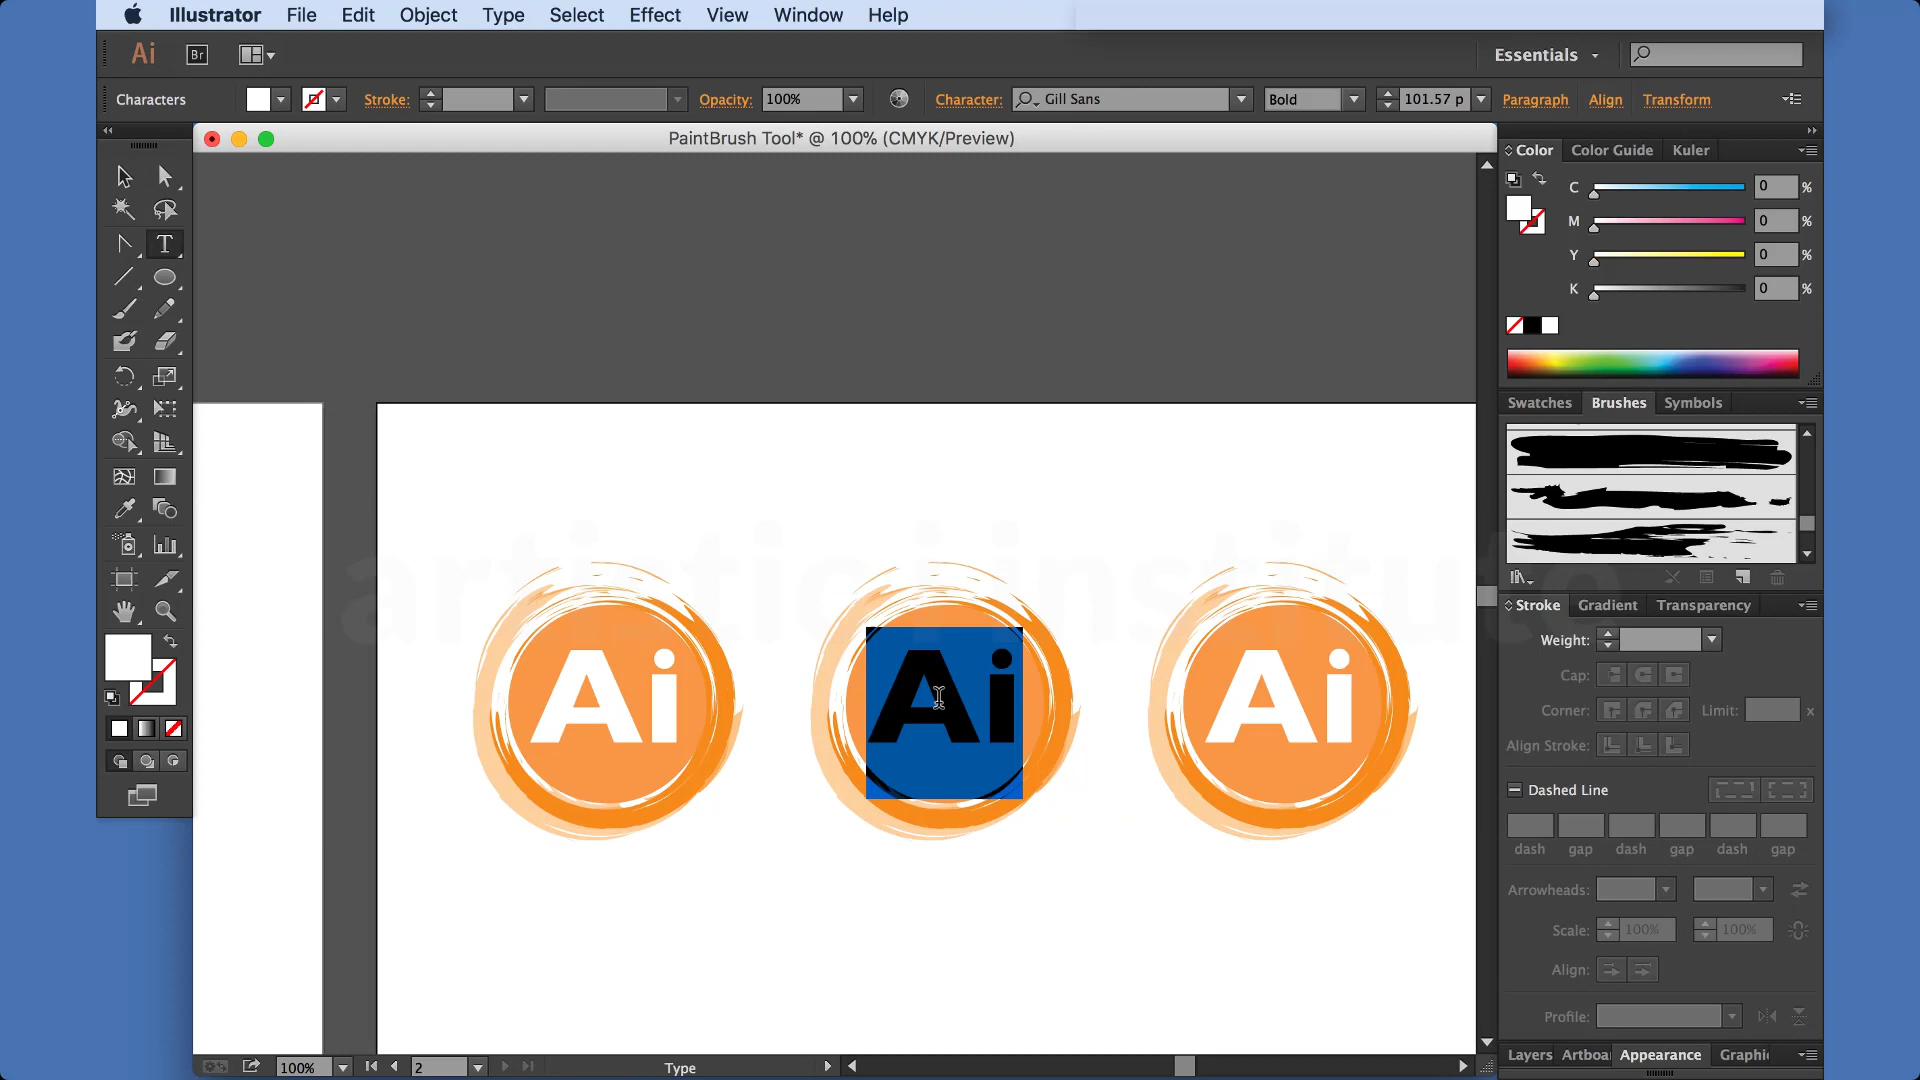 Illustrator File Edit Object Type Select Effect View Window Help
Ai Br Essentials
Characters Stroke: Opacity: 100% Character: Gill Sans Bold 101.57 p Paragraph Align Transform
PaintBrush Tool* @ 100% (CMYK/Preview)
Color Color Guide Kuler
C 0 %
M 0 %
Y 0 %
K 0 %
Swatches Brushes Symbols
artistic i institute
Ai Ai Ai
Stroke Gradient Transparency
Weight:
Cap:
Corner: Limit: x
Align Stroke:
Dashed Line
dash gap dash gap dash gap
Arrowheads:
Scale: 100% 100%
Align:
Profile:
Layers Artboa Appearance Graphi
100% 2 Type